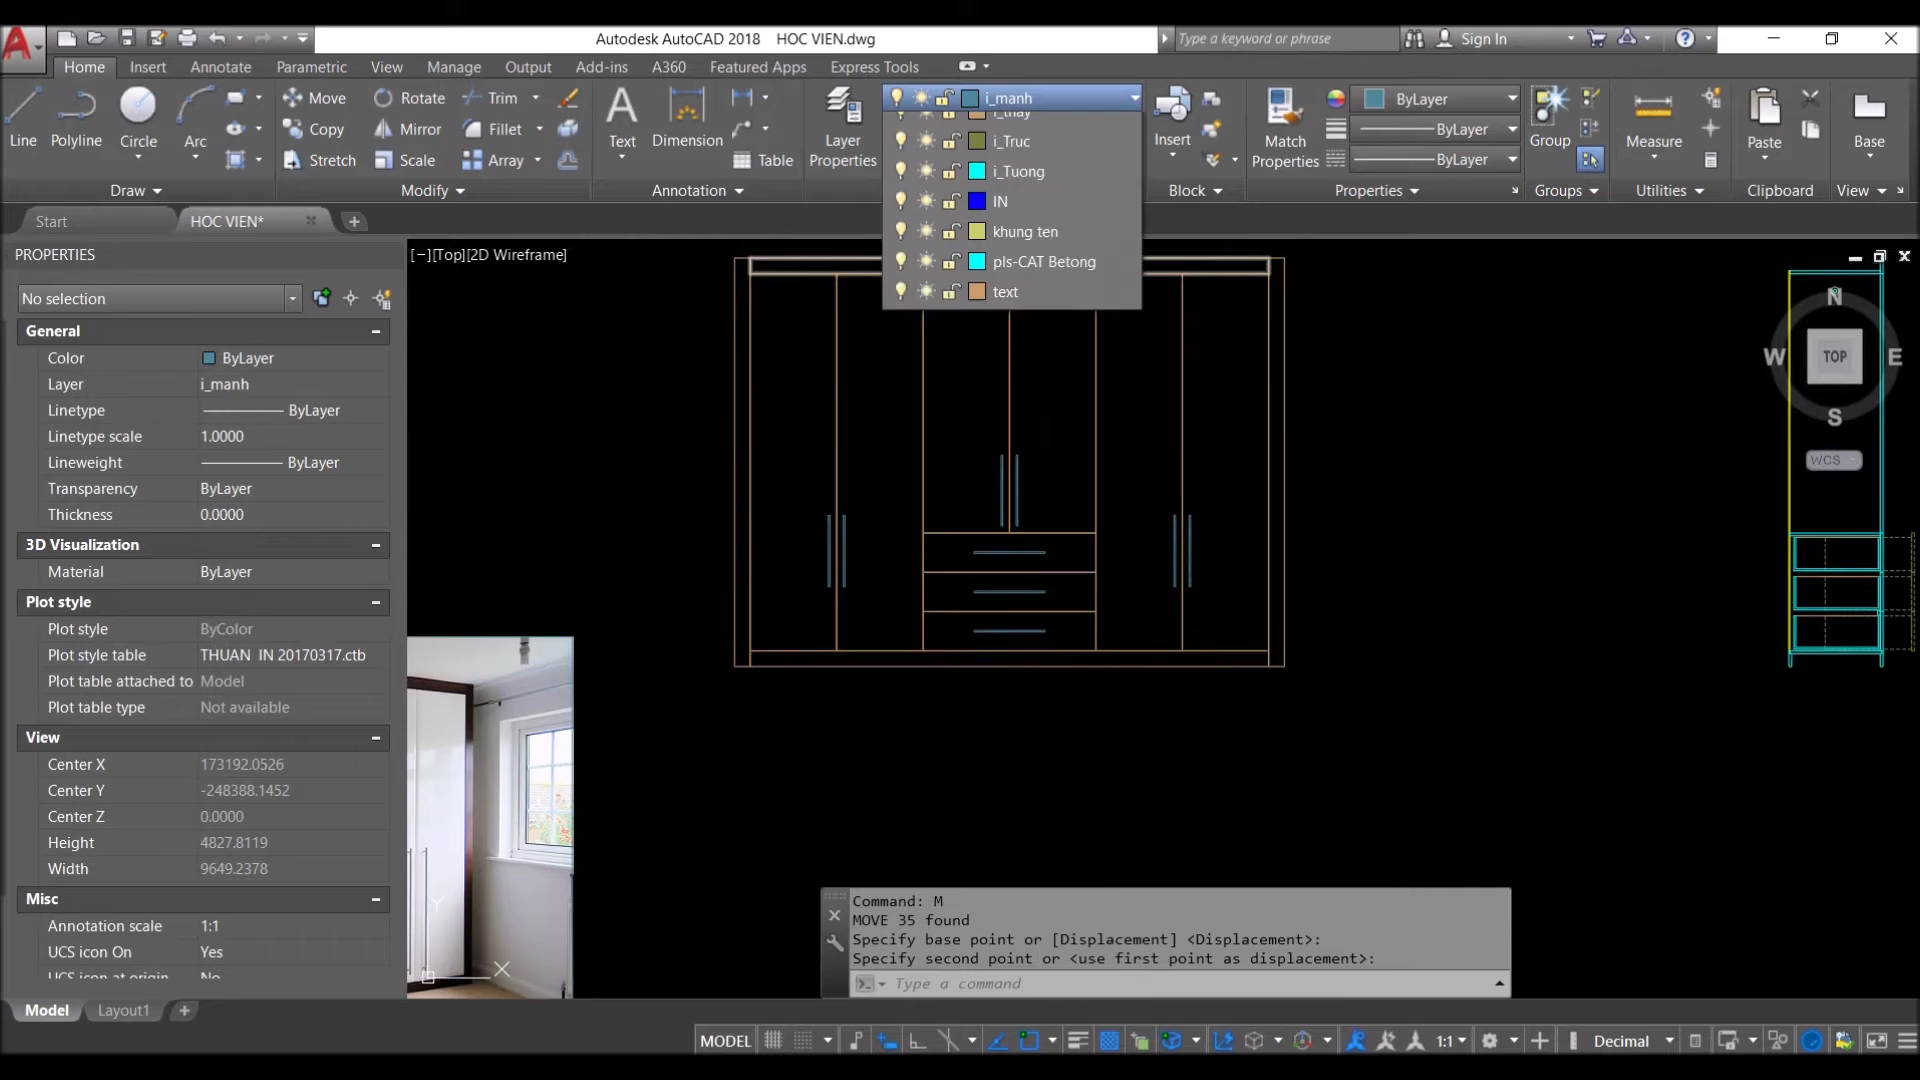 Autodesk AutoCAD 2018 HOC VIEN.dwg
Type a keyword or phrase
Sign In
Home Insert Annotate Parametric View Manage Output Add-ins A360 Featured Apps Express Tools
Line Polyline Circle Arc
Draw
Move Rotate Trim
Copy Mirror Fillet
Stretch Scale Array
Modify
Text Dimension Table
Annotation
Layer Properties
i_manh
i_thay
i_Truc
i_Tuong
IN
khung ten
pls-CAT Betong
text
Insert
Block
Match Properties
ByLayer
ByLayer
ByLayer
Properties
Group
Groups
Measure
Utilities
Paste
Clipboard
Base
View
Start HOC VIEN*
PROPERTIES
No selection
General
Color ByLayer
Layer i_manh
Linetype ByLayer
Linetype scale 1.0000
Lineweight ByLayer
Transparency ByLayer
Thickness 0.0000
3D Visualization
Material ByLayer
Plot style
Plot style ByColor
Plot style table THUAN IN 20170317.ctb
Plot table attached to Model
Plot table type Not available
View
Center X 173192.0526
Center Y -248388.1452
Center Z 0.0000
Height 4827.8119
Width 9649.2378
Misc
Annotation scale 1:1
UCS icon On Yes
UCS icon at origin No
[−][Top][2D Wireframe]
N
W TOP E
S
WCS
Y
X
Command: M
MOVE 35 found
Specify base point or [Displacement] <Displacement>:
Specify second point or <use first point as displacement>:
Type a command
Model Layout1
MODEL 1:1 Decimal